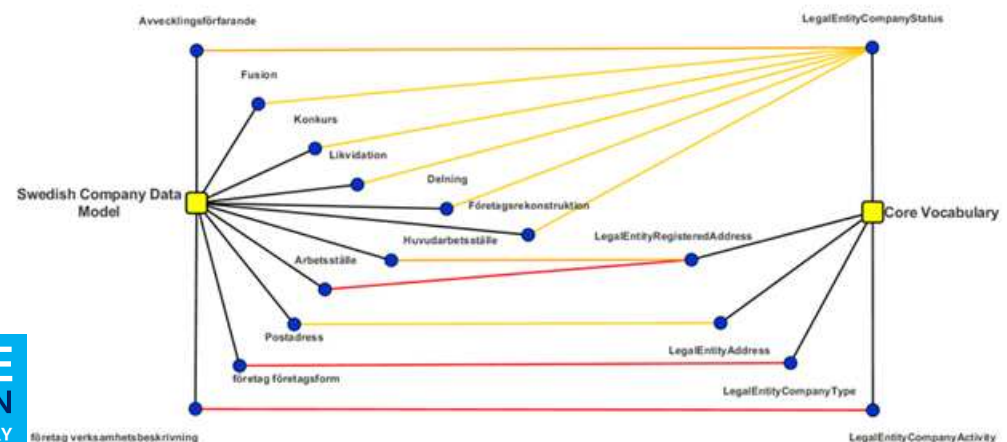 Avvecklingsförfarande
LegalEntityCompanyStatus
Fusion
Konkurs
Likvidation
Delning
Swedish Company Data
Model
Företagsrekonstruktion
Core Vocabulary
Huvudarbetsställe
LegalEntityRegisteredAddress
Arbetsställe
Postadress
LegalEntityAddress
företag företagsform
LegalEntityCompanyType
företag verksamhetsbeskrivning
LegalEntityCompanyActivity
E
N
AY